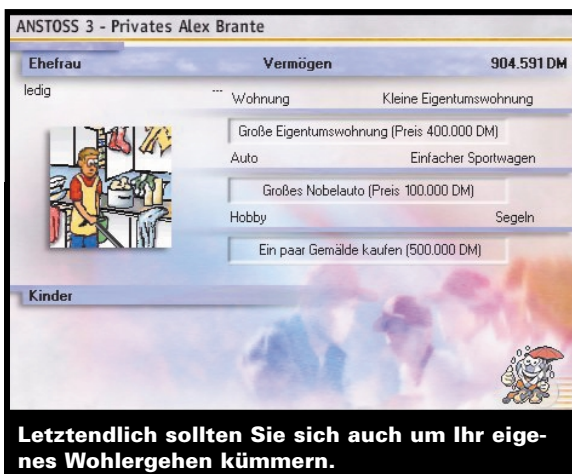 ANSTOSS 3 - Privates Alex Brante
Ehefrau Vermögen 904.591 DM
ledig --- Wohnung Kleine Eigentumswohnung
Große Eigentumswohnung (Preis 400.000 DM)
Auto Einfacher Sportwagen
Großes Nobelauto (Preis 100.000 DM)
Hobby Segeln
Ein paar Gemälde kaufen (500.000 DM)
Kinder
Letztendlich sollten Sie sich auch um Ihr eige-
nes Wohlergehen kümmern.